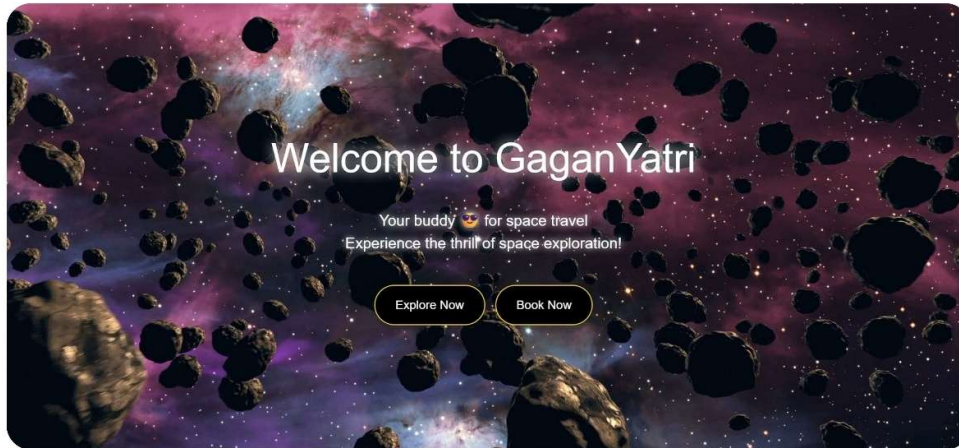 Welcome to GaganYatri
Your buddy 😎 for space travel
Experience the thrill of space exploration!
Explore Now
Book Now